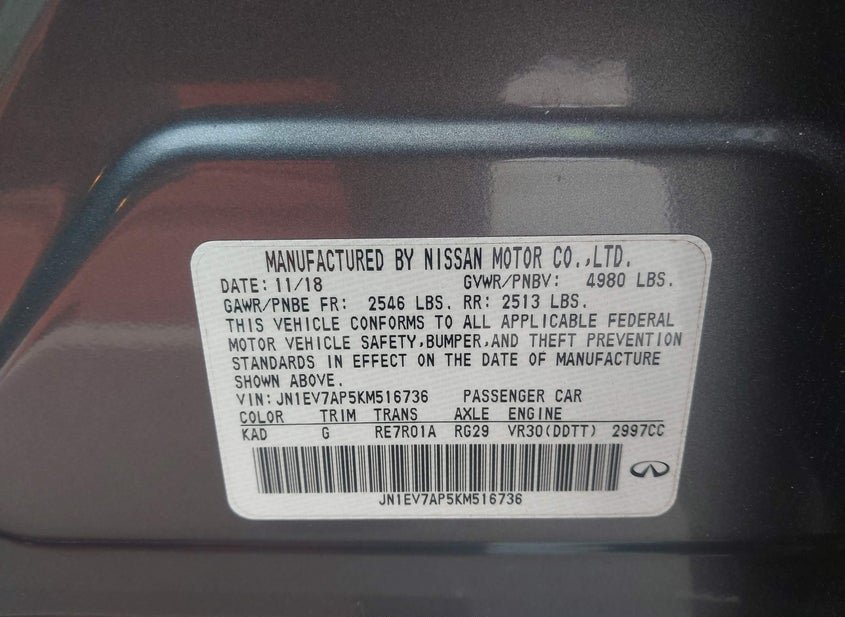 MANUFACTURED BY NISSAN MOTOR CO.,LTD.
DATE: 11/18 GVWR/PNBV: 4980 LBS.
GAWR/PNBE FR: 2546 LBS. RR: 2513 LBS.
THIS VEHICLE CONFORMS TO ALL APPLICABLE FEDERAL
MOTOR VEHICLE SAFETY,BUMPER,AND THEFT PREVENTION
STANDARDS IN EFFECT ON THE DATE OF MANUFACTURE
SHOWN ABOVE.
VIN: JN1EV7AP5KM516736 PASSENGER CAR
COLOR TRIM TRANS AXLE ENGINE
KAD G RE7R01A RG29 VR30(DDTT) 2997CC
JN1EV7AP5KM516736